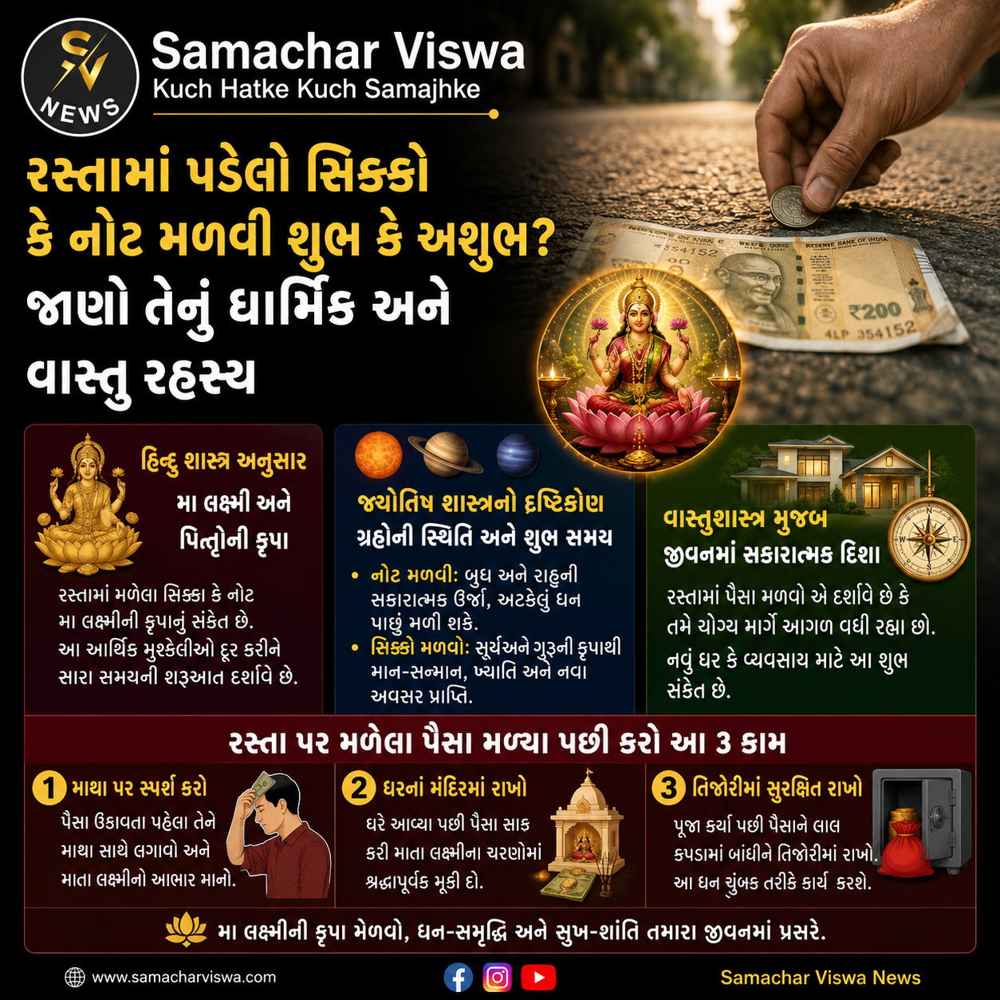 SV
NEWS
Samachar Viswa
Kuch Hatke Kuch Samajhke
રસ્તામાં પડેલો સિક્કો
કે નોટ મળવી શુભ કે અશુભ?
જાણો તેનું ધાર્મિક અને
વાસ્તુ રહસ્ય
RESERVE BANK OF INDIA
4354152
₹200
4LP 354152
હિન્દુ શાસ્ત્ર અનુસાર
મા લક્ષ્મી અને
પિતૃોની કૃપા
રસ્તામાં મળેલા સિક્કા કે નોટ
મા લક્ષ્મીની કૃપાનું સંકેત છે.
આ આર્થિક મુશ્કેલીઓ દૂર કરીને
સારા સમયની શરૂઆત દર્શાવે છે.
જ્યોતિષ શાસ્ત્રનો દ્રષ્ટિકોણ
ગ્રહોની સ્થિતિ અને શુભ સમય
• નોટ મળવી: બુધ અને રાહુની
સકારાત્મક ઉર્જા, અટકેલું ધન
પાછું મળી શકે.
• સિક્કો મળવો: સૂર્યઅને ગુરૂની કૃપાથી
માન-સન્માન, ખ્યાતિ અને નવા
અવસર પ્રાપ્તિ.
વાસ્તુશાસ્ત્ર મુજબ
જીવનમાં સકારાત્મક દિશા
N
W E
S
રસ્તામાં પૈસા મળવો એ દર્શાવે છે કે
તમે યોગ્ય માર્ગે આગળ વધી રહ્યા છો.
નવું ઘર કે વ્યવસાય માટે આ શુભ
સંકેત છે.
રસ્તા પર મળેલા પૈસા મળ્યા પછી કરો આ 3 કામ
1 માથા પર સ્પર્શ કરો
પૈસા ઉકાવતા પહેલા તેને
માથા સાથે લગાવો અને
માતા લક્ષ્મીનો આભાર માનો.
2 ઘરનાં મંદિરમાં રાખો
ઘરે આવ્યા પછી પૈસા સાફ
કરી માતા લક્ષ્મીના ચરણોમાં
શ્રદ્ધાપૂર્વક મૂકી દો.
3 તિજોરીમાં સુરક્ષિત રાખો
પૂજા કર્યા પછી પૈસાને લાલ
કપડામાં બાંધીને તિજોરીમાં રાખો.
આ ધન ચુંબક તરીકે કાર્ય કરશે.
મા લક્ષ્મીની કૃપા મેળવો, ધન-સમૃદ્ધિ અને સુખ-શાંતિ તમારા જીવનમાં પ્રસરે.
www.samacharviswa.com
Samachar Viswa News